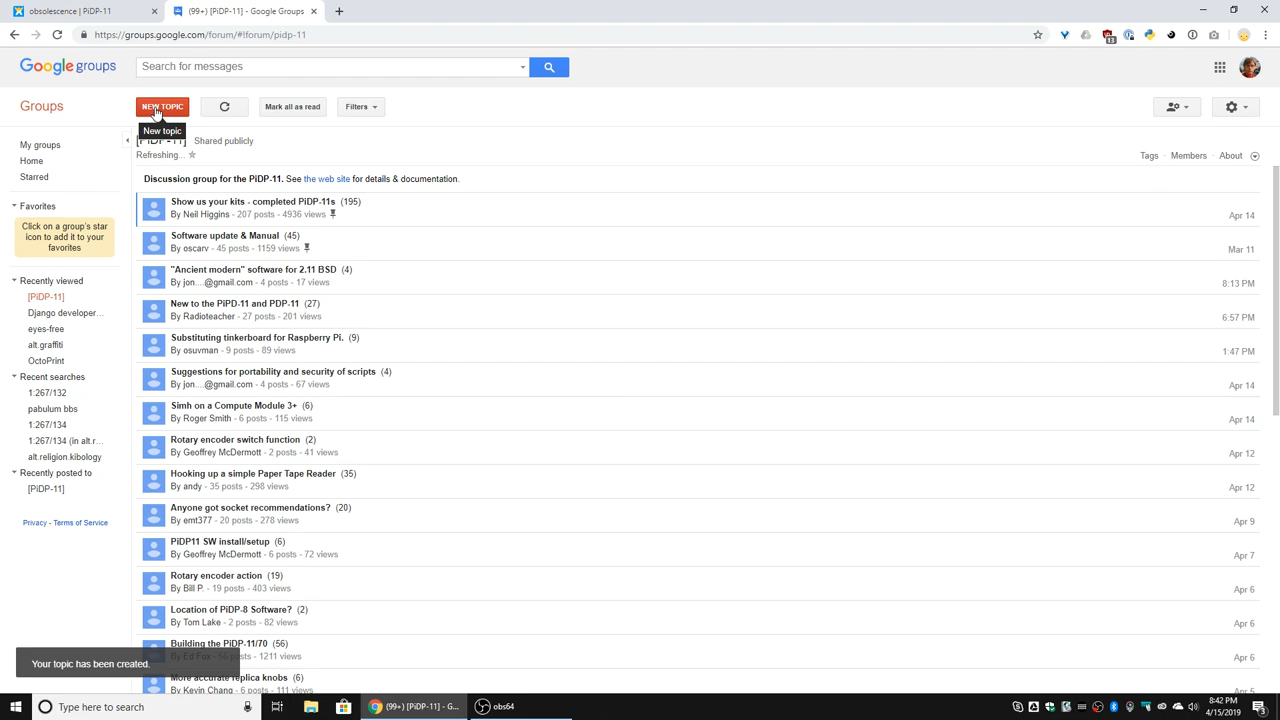 obsolescence | PiDP-11
(99+) [PiDP-11] - Google Groups
https://groups.google.com/forum/#!forum/pidp-11
13
Google groups
Search for messages
Groups
NEW TOPIC
Mark all as read
Filters
New topic
[PiDP-11] Shared publicly
Refreshing...
Tags · Members · About
My groups
Home
Starred
Favorites
Click on a group's star
icon to add it to your
favorites
Recently viewed
[PiDP-11]
Django developer...
eyes-free
alt.graffiti
OctoPrint
Recent searches
1:267/132
pabulum bbs
1:267/134
1:267/134 (in alt.r...
alt.religion.kibology
Recently posted to
[PiDP-11]
Privacy - Terms of Service
Discussion group for the PiDP-11. See the web site for details & documentation.
Show us your kits - completed PiDP-11s (195)
By Neil Higgins - 207 posts - 4936 views
Apr 14
Software update & Manual (45)
By oscarv - 45 posts - 1159 views
Mar 11
"Ancient modern" software for 2.11 BSD (4)
By jon....@gmail.com - 4 posts - 17 views
8:13 PM
New to the PiPD-11 and PDP-11 (27)
By Radioteacher - 27 posts - 201 views
6:57 PM
Substituting tinkerboard for Raspberry Pi. (9)
By osuvman - 9 posts - 89 views
1:47 PM
Suggestions for portability and security of scripts (4)
By jon....@gmail.com - 4 posts - 67 views
Apr 14
Simh on a Compute Module 3+ (6)
By Roger Smith - 6 posts - 115 views
Apr 14
Rotary encoder switch function (2)
By Geoffrey McDermott - 2 posts - 41 views
Apr 12
Hooking up a simple Paper Tape Reader (35)
By andy - 35 posts - 298 views
Apr 12
Anyone got socket recommendations? (20)
By emt377 - 20 posts - 278 views
Apr 9
PiDP11 SW install/setup (6)
By Geoffrey McDermott - 6 posts - 72 views
Apr 7
Rotary encoder action (19)
By Bill P. - 19 posts - 403 views
Apr 6
Location of PiDP-8 Software? (2)
By Tom Lake - 2 posts - 82 views
Apr 6
Building the PiDP-11/70 (56)
By Ed Fox - 56 posts - 1211 views
Apr 6
More accurate replica knobs (6)
By Kevin Chang - 6 posts - 111 views
Apr 5
Your topic has been created.
Type here to search
(99+) [PiDP-11] - G...
obs64
8:42 PM
4/15/2019
3